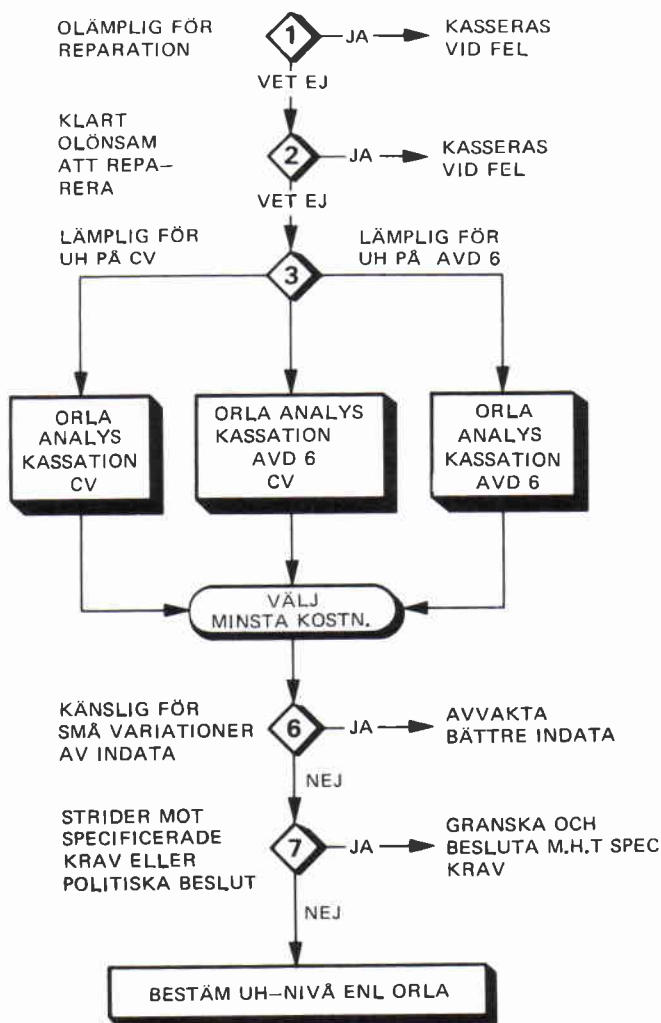 OLÄMPLIG FÖR
REPARATION
1
JA
KASSERAS
VID FEL
VET EJ
KLART
OLÖNSAM
ATT REPA–
RERA
2
JA
KASSERAS
VID FEL
VET EJ
LÄMPLIG FÖR
UH PÅ CV
3
LÄMPLIG FÖR
UH PÅ AVD 6
ORLA
ANALYS
KASSATION
CV
ORLA ANALYS
KASSATION
AVD 6
CV
ORLA
ANALYS
KASSATION
AVD 6
VÄLJ
MINSTA KOSTN.
KÄNSLIG FÖR
SMÅ VARIATIONER
AV INDATA
6
JA
AVVAKTA
BÄTTRE INDATA
NEJ
STRIDER MOT
SPECIFICERADE
KRAV ELLER
POLITISKA BESLUT
7
JA
GRANSKA OCH
BESLUTA M.H.T SPEC
KRAV
NEJ
BESTÄM UH–NIVÅ ENL ORLA